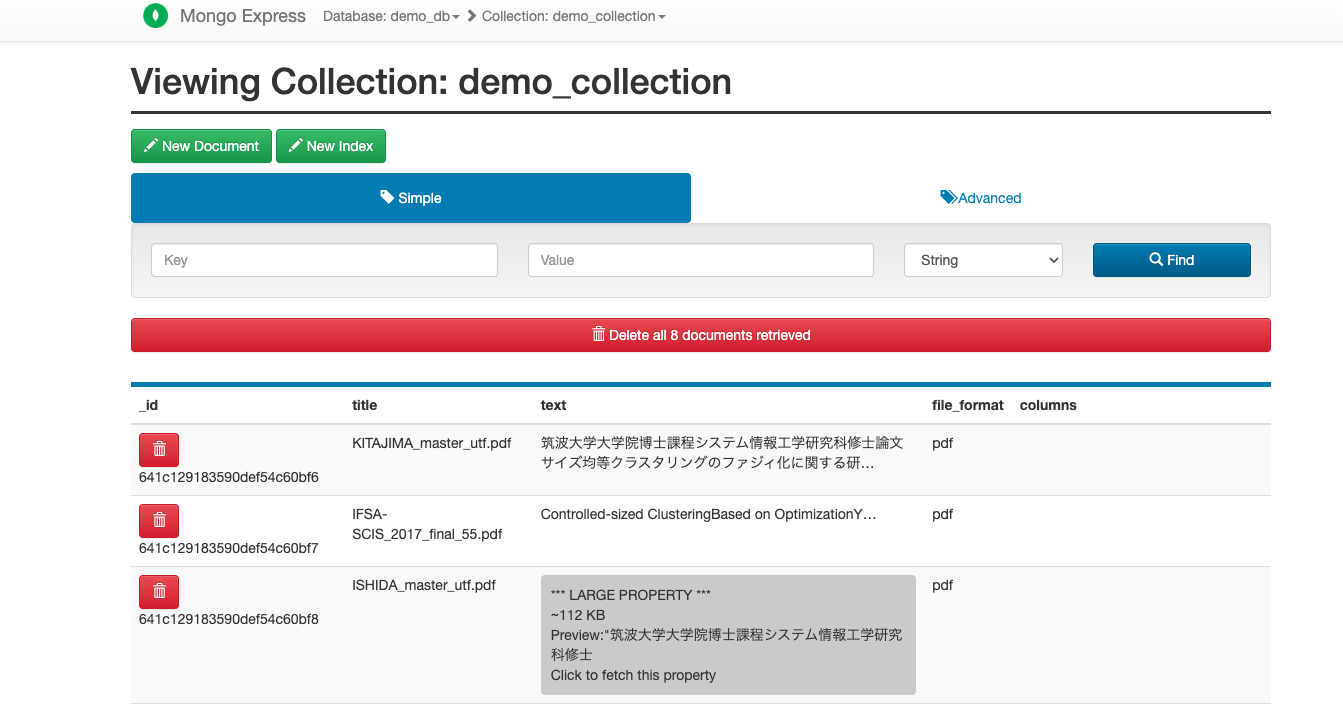 Mongo Express Database: demo_db Collection: demo_collection
Viewing Collection: demo_collection
New Document New Index
Simple Advanced
Key Value String Find
Delete all 8 documents retrieved
_id title text file_format columns
KITAJIMA_master_utf.pdf 筑波大学大学院博士課程システム情報工学研究科修士論文 pdf
サイズ均等クラスタリングのファジィ化に関する研...
641c129183590def54c60bf6
IFSA- Controlled-sized ClusteringBased on OptimizationY... pdf
SCIS_2017_final_55.pdf
641c129183590def54c60bf7
ISHIDA_master_utf.pdf *** LARGE PROPERTY *** pdf
~112 KB
641c129183590def54c60bf8
Preview:"筑波大学大学院博士課程システム情報工学研究
科修士
Click to fetch this property